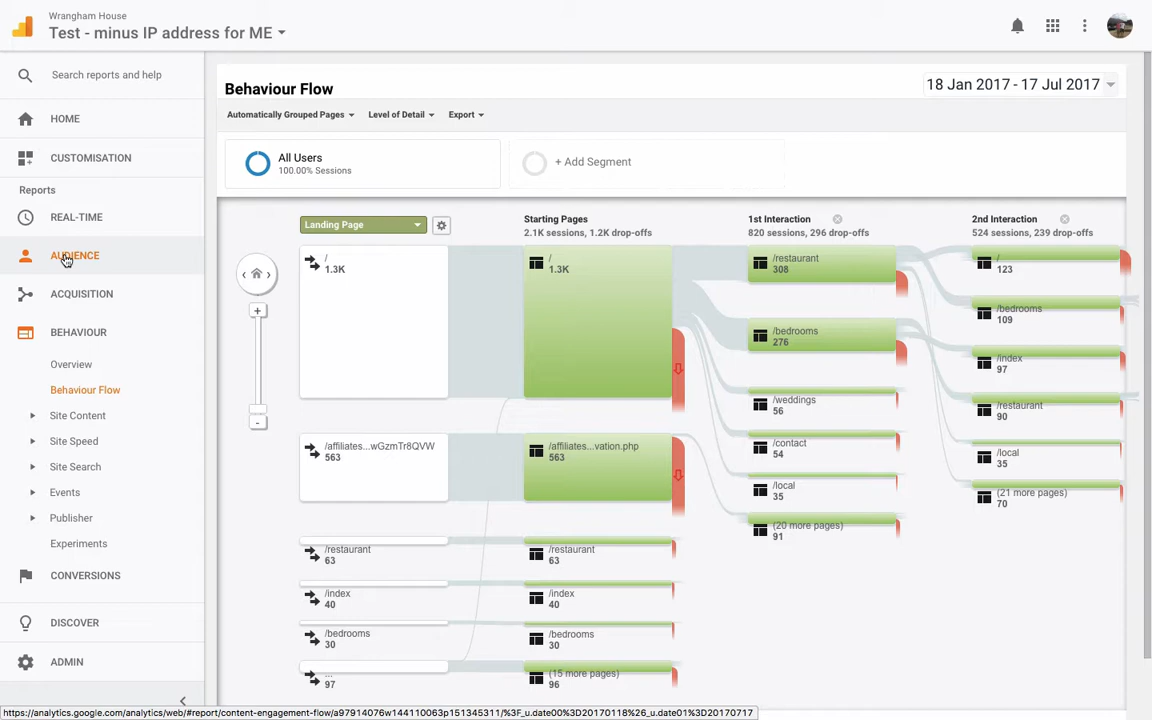 Wrangham House
Test - minus IP address for ME
Search reports and help
HOME
CUSTOMISATION
Reports
REAL-TIME
AUDIENCE
ACQUISITION
BEHAVIOUR
Overview
Behaviour Flow
Site Content
Site Speed
Site Search
Events
Publisher
Experiments
CONVERSIONS
DISCOVER
ADMIN
Behaviour Flow
18 Jan 2017 - 17 Jul 2017
Automatically Grouped Pages
Level of Detail
Export
All Users
100.00% Sessions
+ Add Segment
Landing Page
/
1.3K
/affiliates...wGzmTr8QVW
563
/restaurant
63
/index
40
/bedrooms
30
...
97
Starting Pages
2.1K sessions, 1.2K drop-offs
/
1.3K
/affiliates...vation.php
563
/restaurant
63
/index
40
/bedrooms
30
(15 more pages)
96
1st Interaction
820 sessions, 296 drop-offs
/restaurant
308
/bedrooms
276
/weddings
56
/contact
54
/local
35
(20 more pages)
91
2nd Interaction
524 sessions, 239 drop-offs
/
123
/bedrooms
109
/index
97
/restaurant
90
/local
35
(21 more pages)
70
https://analytics.google.com/analytics/web/#report/content-engagement-flow/a97914076w144110063p151345311/%3F_u.date00%3D20170118%26_u.date01%3D20170717